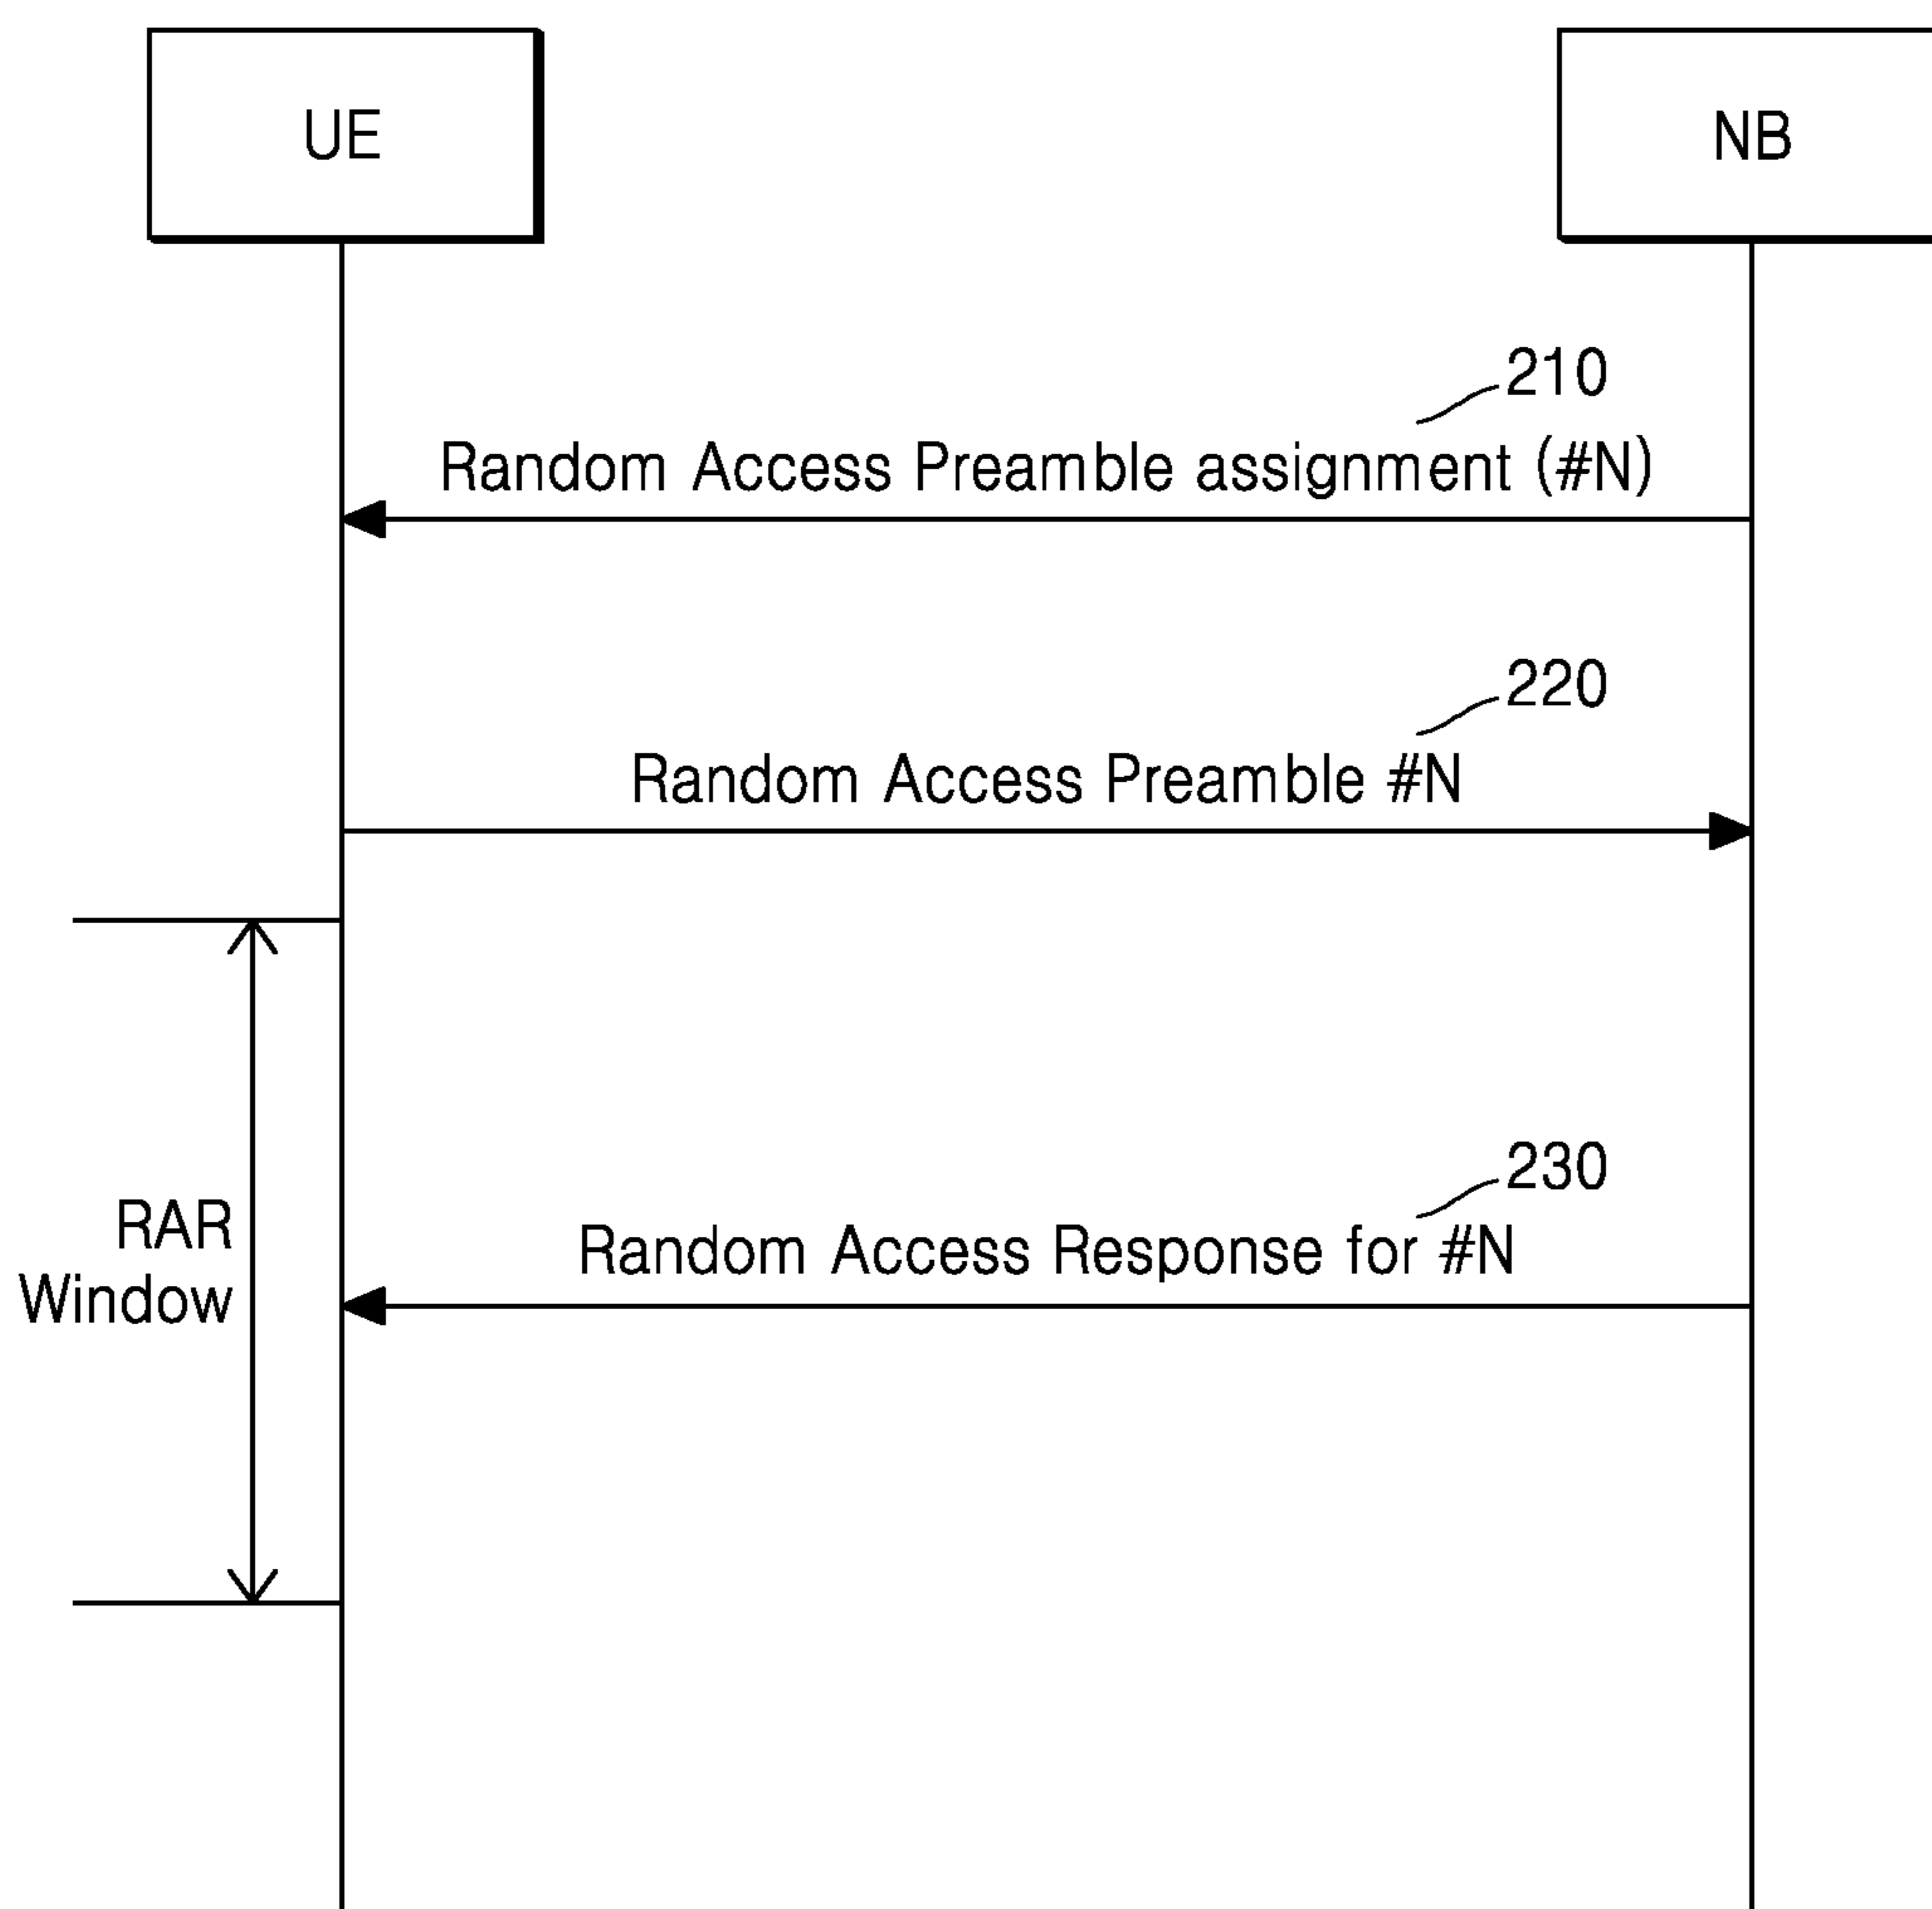 UE
NB
210
Random Access Preamble assignment (#N)
220
Random Access Preamble #N
230
Random Access Response for #N
RAR
Window